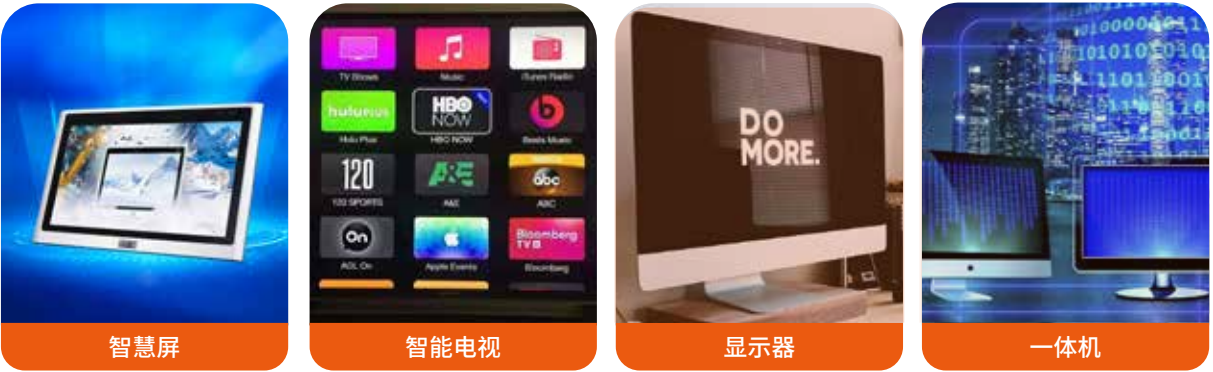 TV Shows
Music
iTunes Radio
huluPLUS
HBO
NOW
Hulu Plus
HBO NOW
Beats Music
120
A&E
abc
120 SPORTS
A&E
ABC
On
Bloomberg
TV
AOL On
Apple Events
Bloomberg
DO
MORE.
智慧屏
智能电视
显示器
一体机